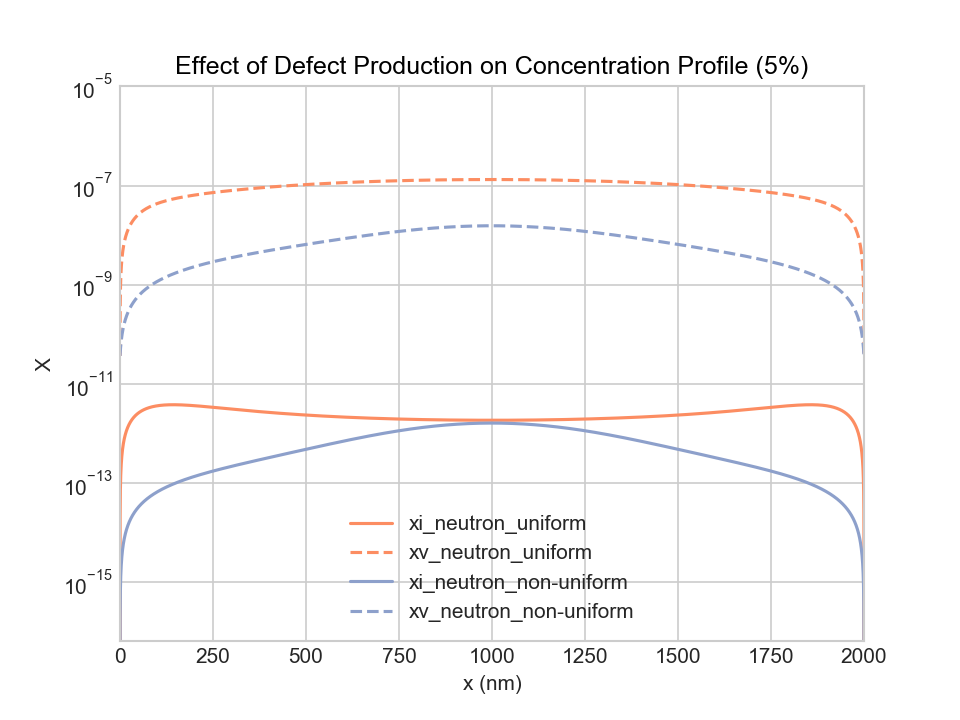 Effect of Defect Production on Concentration Profile (5%)
10⁻⁵
10⁻⁷
10⁻⁹
10⁻¹¹
10⁻¹³
10⁻¹⁵
X
xi_neutron_uniform
xv_neutron_uniform
xi_neutron_non-uniform
xv_neutron_non-uniform
0 250 500 750 1000 1250 1500 1750 2000
x (nm)